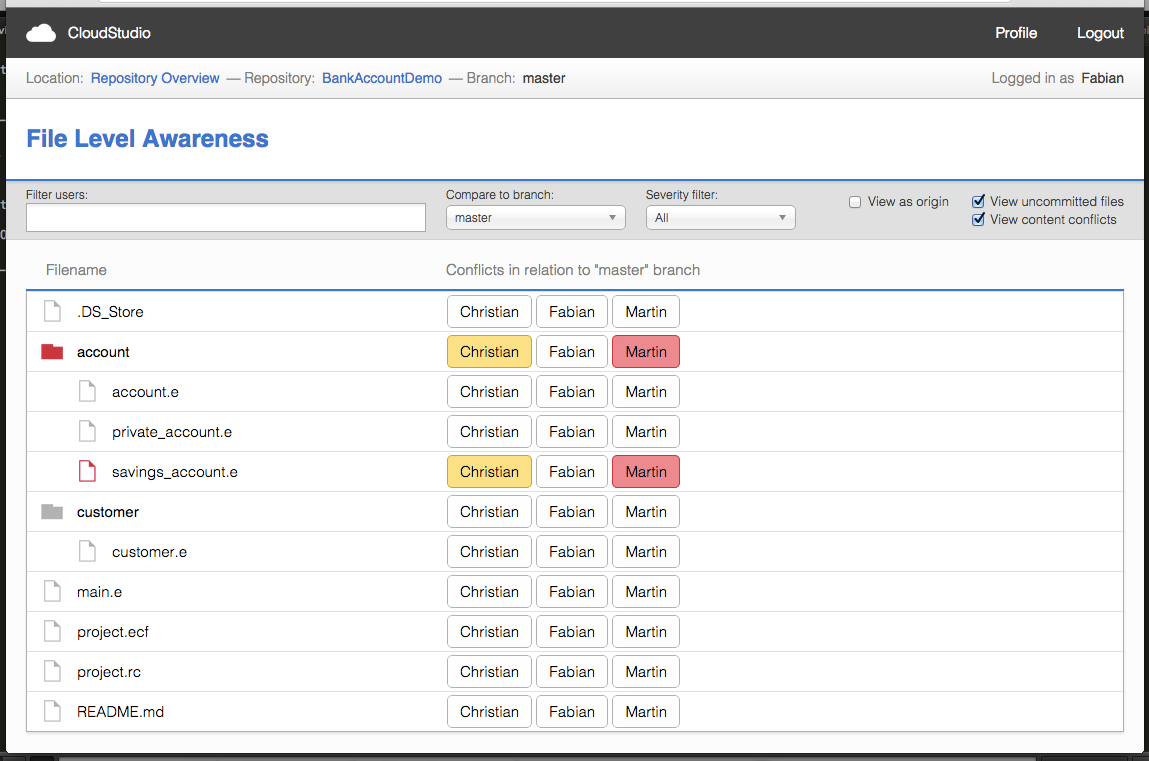 CloudStudio Profile Logout
Location: Repository Overview — Repository: BankAccountDemo — Branch: master Logged in as Fabian
File Level Awareness
Filter users: Compare to branch: Severity filter:
master All
View as origin View uncommitted files
View content conflicts
Filename Conflicts in relation to "master" branch
.DS_Store Christian Fabian Martin
account Christian Fabian Martin
account.e Christian Fabian Martin
private_account.e Christian Fabian Martin
savings_account.e Christian Fabian Martin
customer Christian Fabian Martin
customer.e Christian Fabian Martin
main.e Christian Fabian Martin
project.ecf Christian Fabian Martin
project.rc Christian Fabian Martin
README.md Christian Fabian Martin